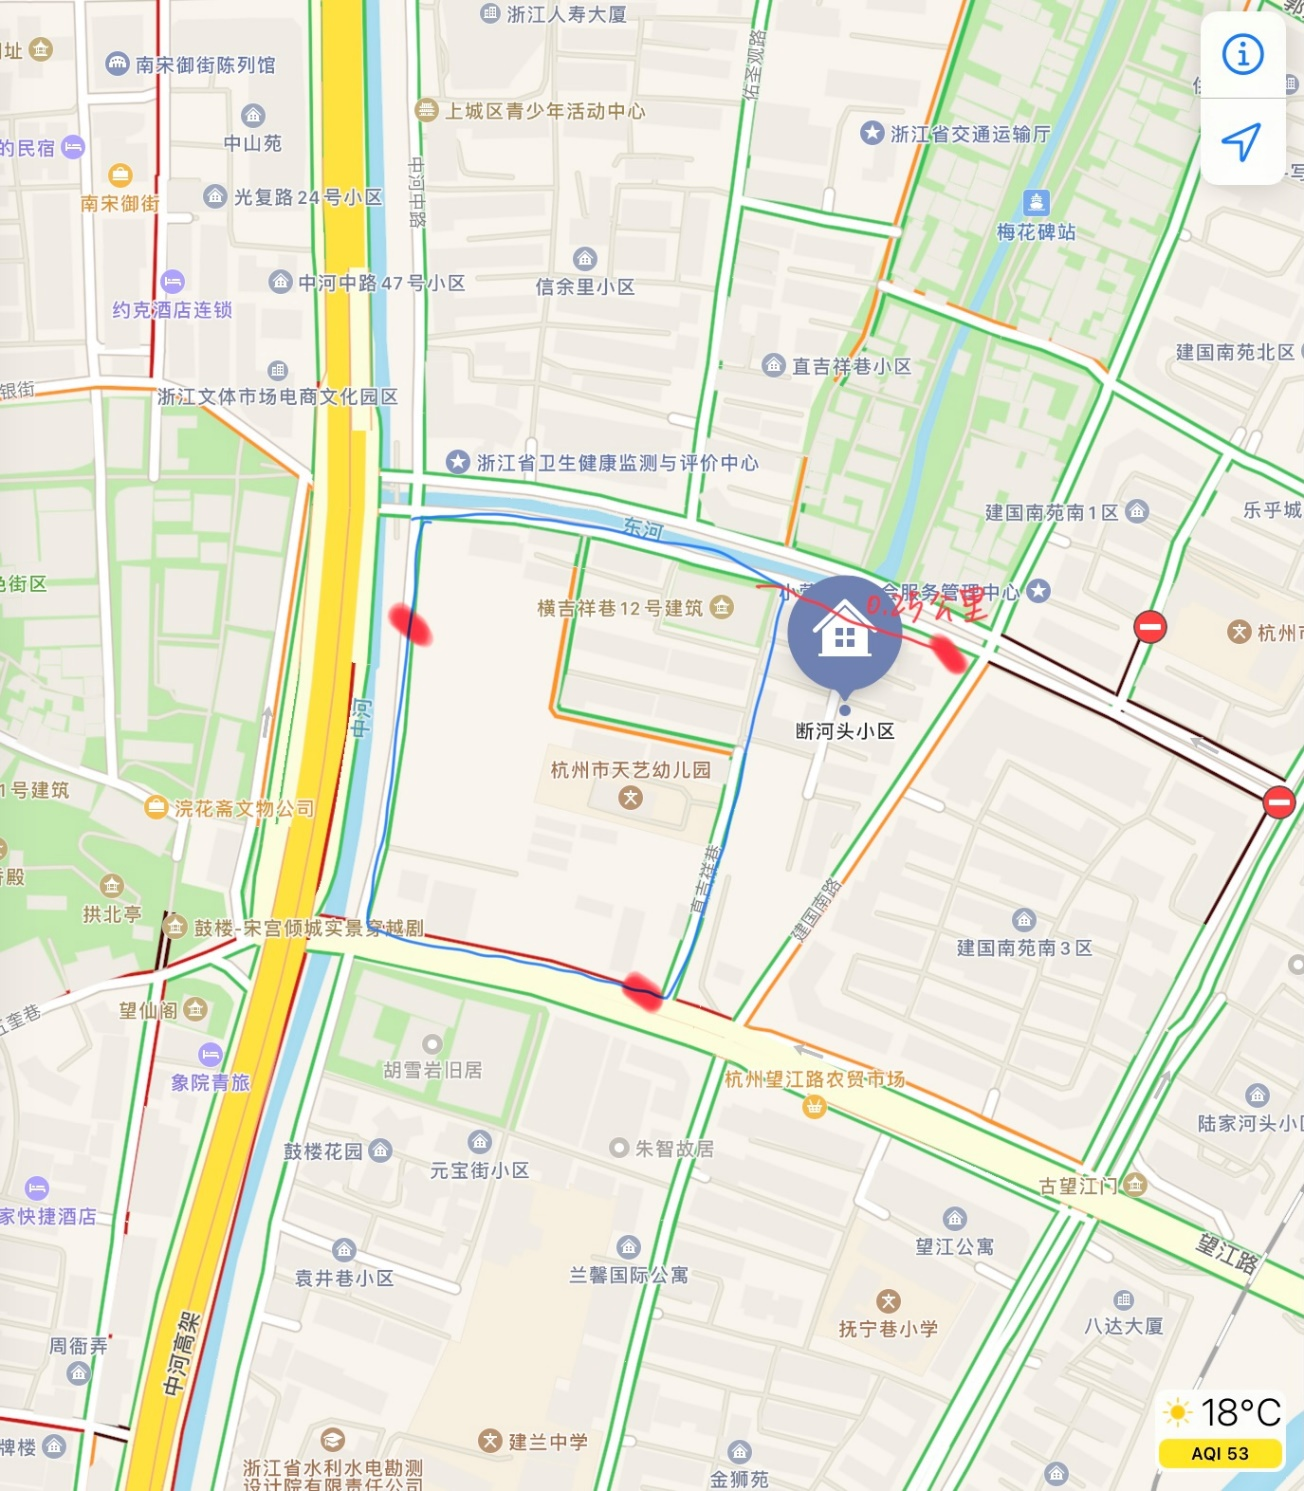 浙江人寿大厦
址
南宋御街陈列馆
佑圣观路
上城区青少年活动中心
中山苑
浙江省交通运输厅
的民宿
中河中路
南宋御街
光复路24号小区
梅花碑站
中河中路47号小区
信余里小区
约克酒店连锁
建国南苑北区
直吉祥巷小区
银街
浙江文体市场电商文化园区
浙江省卫生健康监测与评价中心
建国南苑南1区
乐乎城
东河
色街区
服务管理中心
0.25公里
横吉祥巷12号建筑
杭州市
中河
断河头小区
杭州市天艺幼儿园
1号建筑
浣花斋文物公司
直吉祥巷
殿
拱北亭
建国南路
鼓楼-宋宫倾城实景穿越剧
建国南苑南3区
望仙阁
五奎巷
象院青旅
胡雪岩旧居
杭州望江路农贸市场
陆家河头小区
鼓楼花园
元宝街小区
朱智故居
古望江门
家快捷酒店
望江公寓
望江路
袁井巷小区
兰馨国际公寓
抚宁巷小学
八达大厦
周衙弄
中河高架
18°C
AQI 53
牌楼
建兰中学
浙江省水利水电勘测
设计院有限责任公司
金狮苑